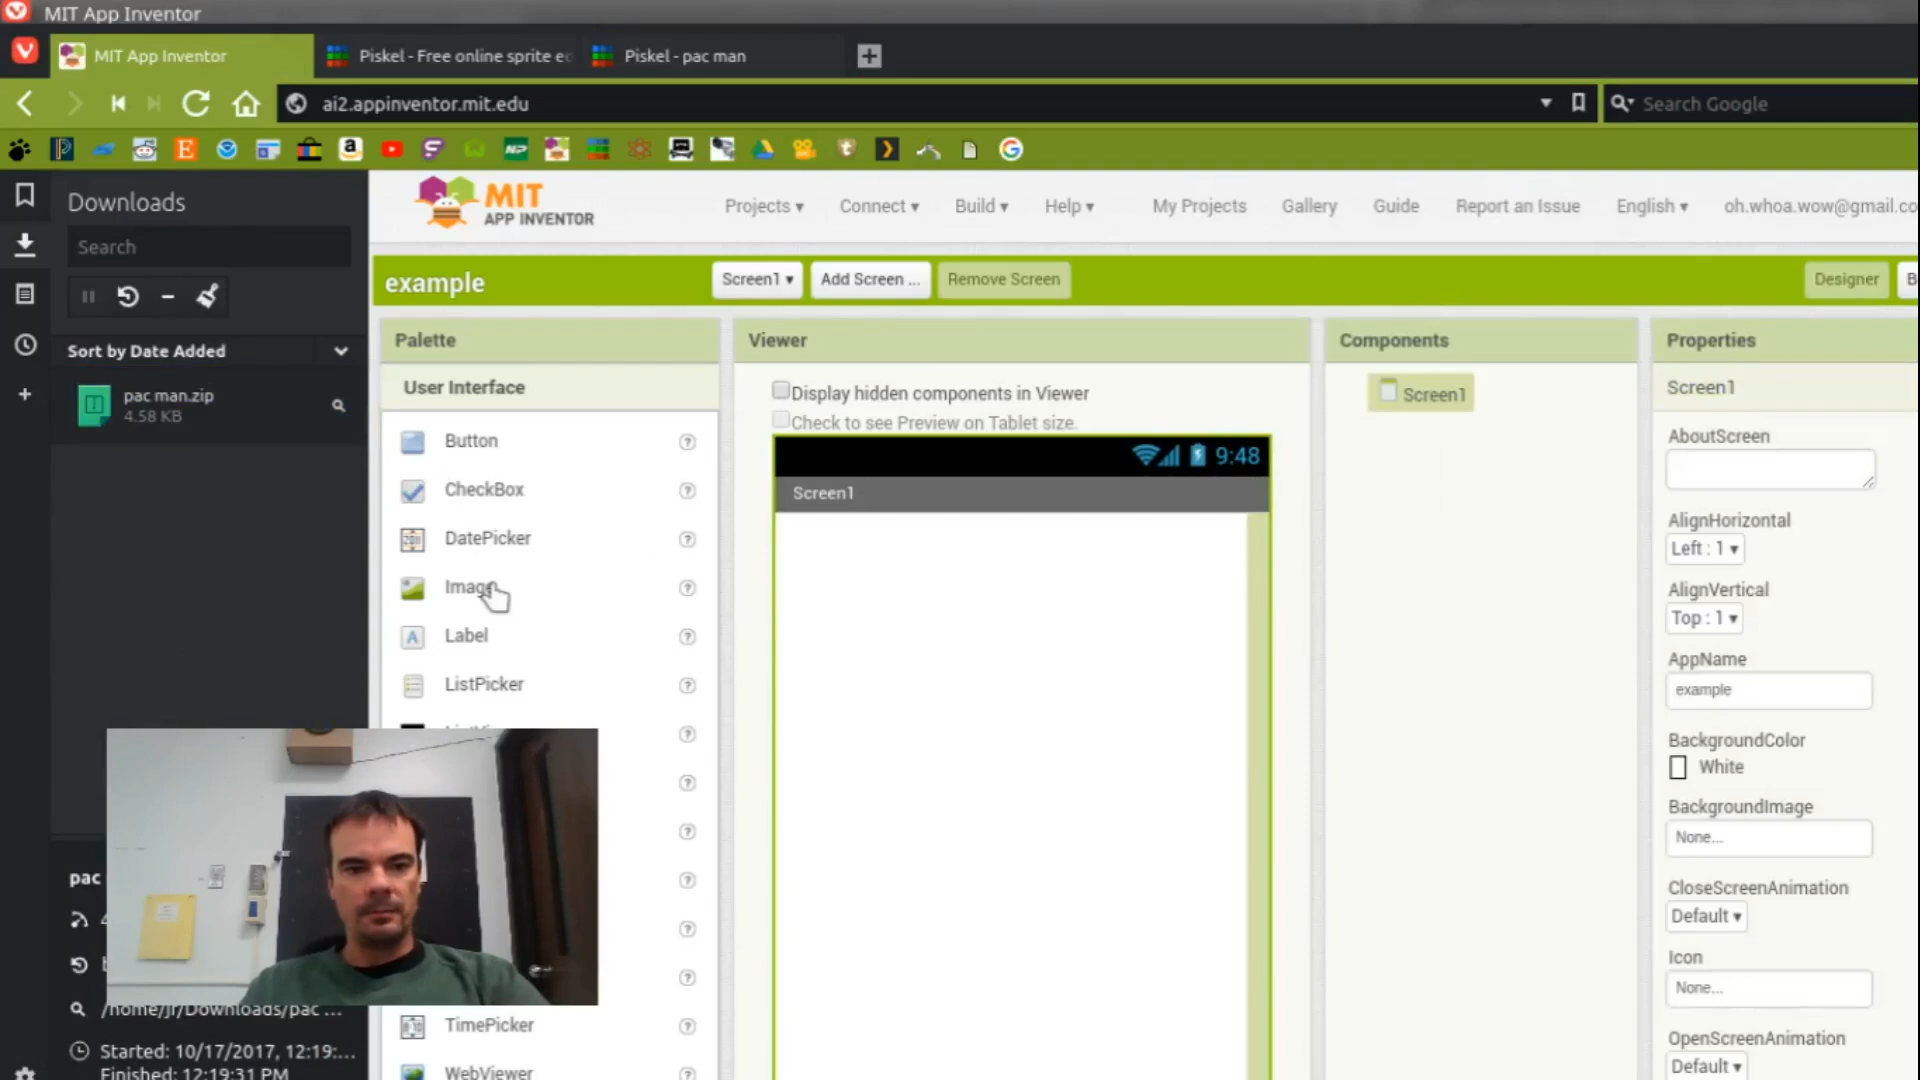 MIT App Inventor
MIT App Inventor
Piskel - Free online sprite e
Piskel - pac man
ai2.appinventor.mit.edu
Search Google
Downloads
Search
Sort by Date Added
pac man.zip
4.58 KB
pac
/home/jr/Downloads/pac ...
Started: 10/17/2017, 12:19:...
Finished: 12:19:31 PM
MIT
APP INVENTOR
Projects ▾
Connect ▾
Build ▾
Help ▾
My Projects
Gallery
Guide
Report an Issue
English ▾
oh.whoa.wow@gmail.co
example
Screen1 ▾
Add Screen ...
Remove Screen
Designer
B
Palette
User Interface
Button
CheckBox
DatePicker
Image
Label
ListPicker
TimePicker
WebViewer
Viewer
Display hidden components in Viewer
Check to see Preview on Tablet size.
9:48
Screen1
Components
Screen1
Properties
Screen1
AboutScreen
AlignHorizontal
Left : 1 ▾
AlignVertical
Top : 1 ▾
AppName
example
BackgroundColor
White
BackgroundImage
None...
CloseScreenAnimation
Default ▾
Icon
None...
OpenScreenAnimation
Default ▾